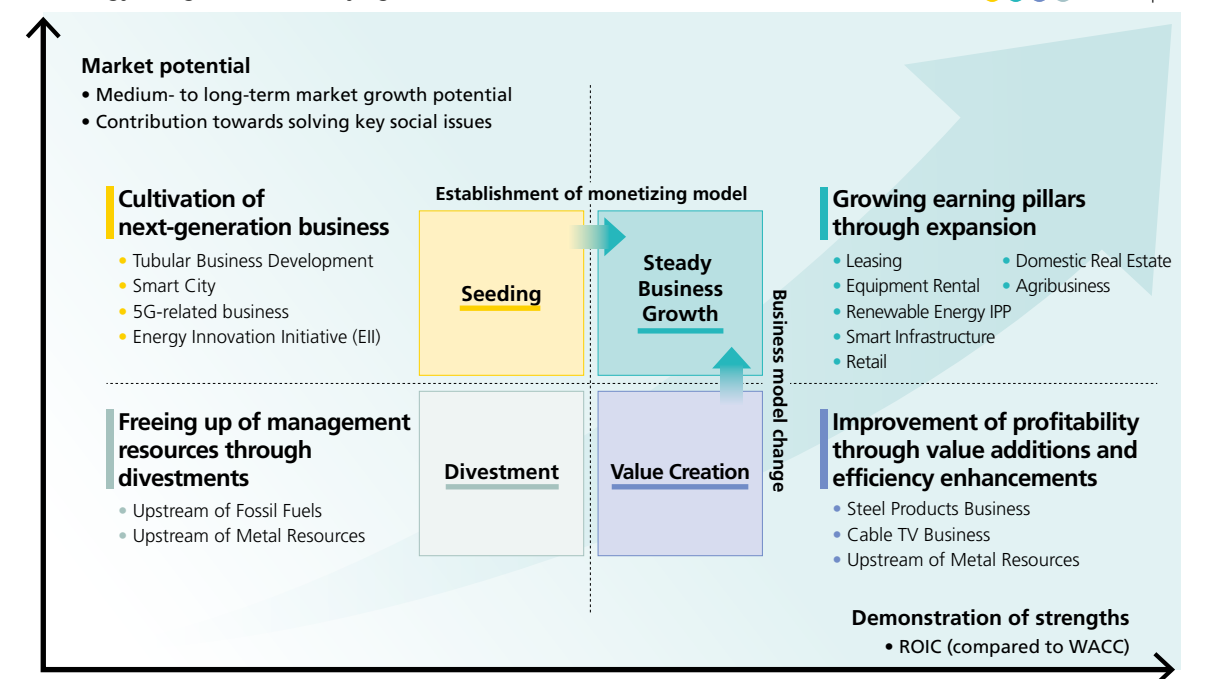 Market potential
• Medium- to long-term market growth potential
• Contribution towards solving key social issues
Establishment of monetizing model
Cultivation of
next-generation business
• Tubular Business Development
• Smart City
• 5G-related business
• Energy Innovation Initiative (EII)
Seeding
Steady
Business
Growth
Business model change
Growing earning pillars
through expansion
• Leasing
• Equipment Rental
• Renewable Energy IPP
• Smart Infrastructure
• Retail
• Domestic Real Estate
• Agribusiness
Freeing up of management
resources through
divestments
• Upstream of Fossil Fuels
• Upstream of Metal Resources
Divestment
Value Creation
Improvement of profitability
through value additions and
efficiency enhancements
• Steel Products Business
• Cable TV Business
• Upstream of Metal Resources
Demonstration of strengths
• ROIC (compared to WACC)